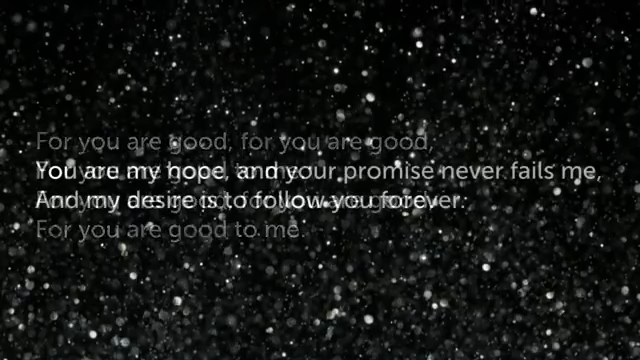 For you are good, for you are good,
You are my hope, and your promise never fails me,
And my desire is to follow you forever.
For you are good to me.